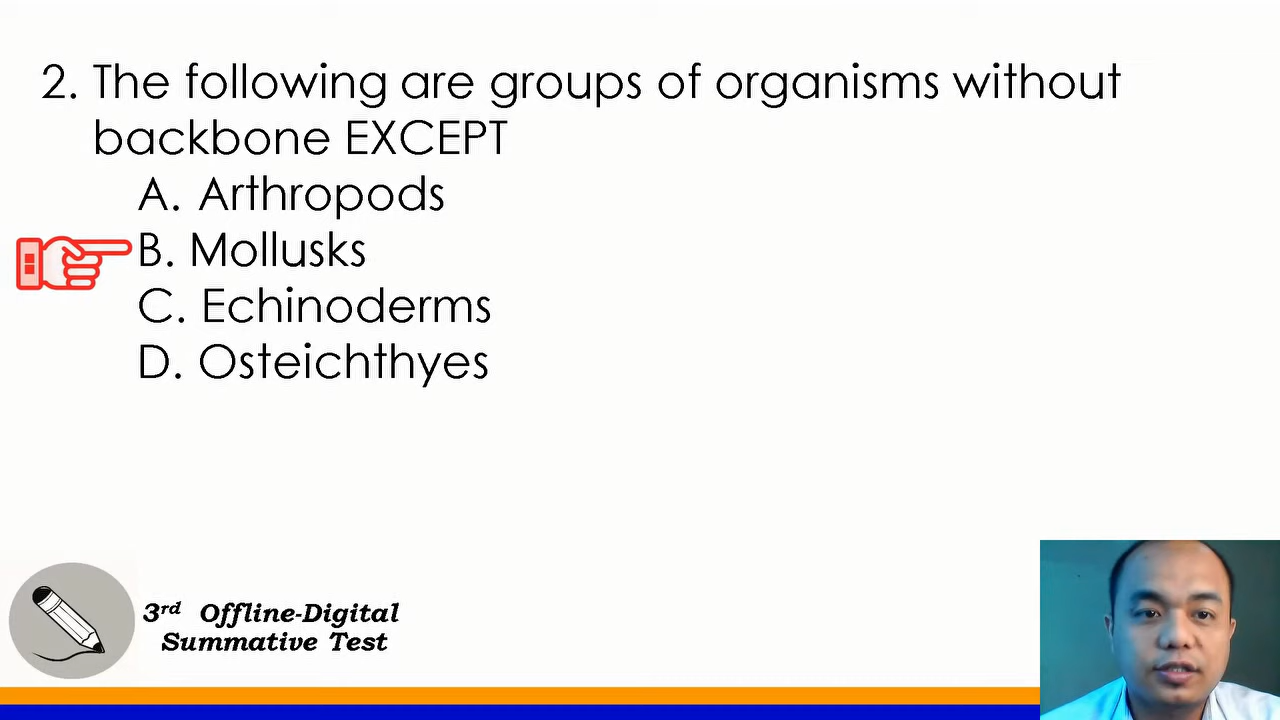 2. The following are groups of organisms without
backbone EXCEPT
A. Arthropods
B. Mollusks
C. Echinoderms
D. Osteichthyes
3rd Offline-Digital
Summative Test